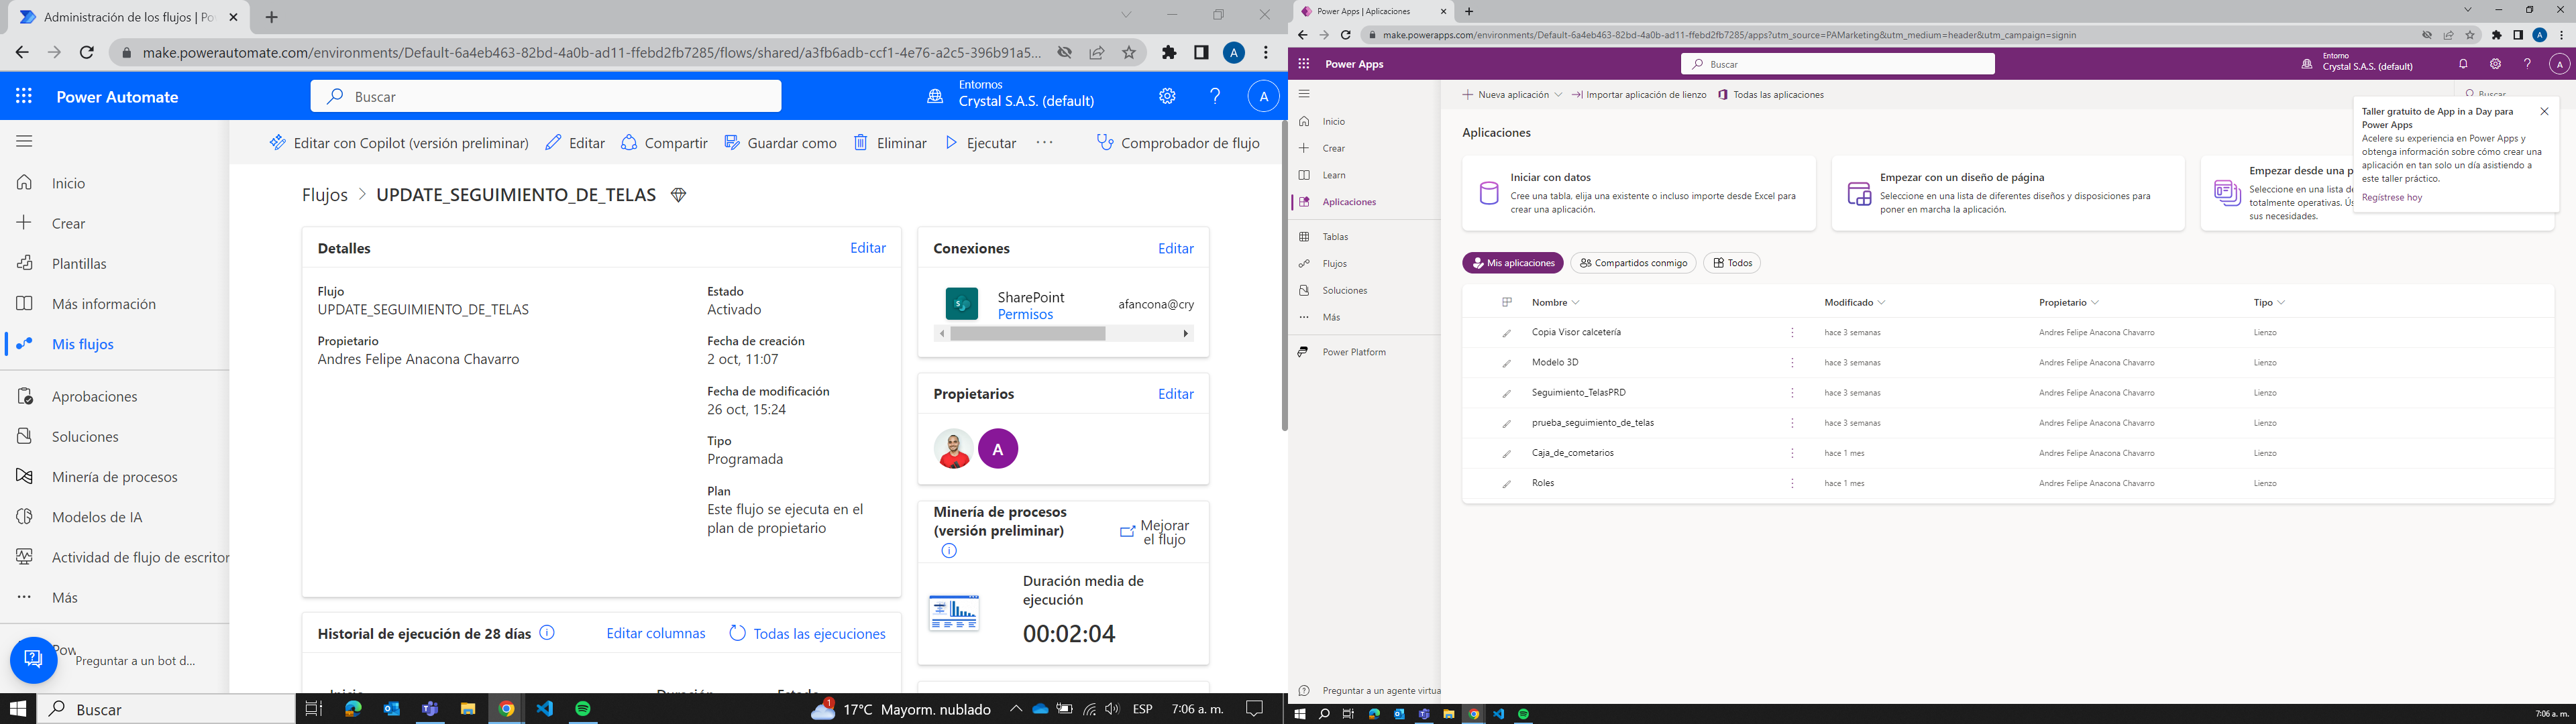 Administración de los flujos | Po
make.powerautomate.com/environments/Default-6a4eb463-82bd-4a0b-ad11-ffebd2fb7285/flows/shared/a3fb6adb-ccf1-4e76-a2c5-396b91a5...
A
Power Automate
Buscar
Entornos
Crystal S.A.S. (default)
A
Editar con Copilot (versión preliminar)
Editar
Compartir
Guardar como
Eliminar
Ejecutar
Comprobador de flujo
Inicio
Crear
Plantillas
Más información
Mis flujos
Aprobaciones
Soluciones
Minería de procesos
Modelos de IA
Actividad de flujo de escritor
Más
Pow
Preguntar a un bot d...
Flujos > UPDATE_SEGUIMIENTO_DE_TELAS
Detalles
Editar
Flujo
UPDATE_SEGUIMIENTO_DE_TELAS
Propietario
Andres Felipe Anacona Chavarro
Estado
Activado
Fecha de creación
2 oct, 11:07
Fecha de modificación
26 oct, 15:24
Tipo
Programada
Plan
Este flujo se ejecuta en el
plan de propietario
Conexiones
Editar
SharePoint
Permisos
afancona@cry
Propietarios
Editar
A
Minería de procesos
(versión preliminar)
Mejorar
el flujo
Duración media de
ejecución
00:02:04
Historial de ejecución de 28 días
Editar columnas
Todas las ejecuciones
Inicio
Duración
Estado
Buscar
1
17°C Mayorm. nublado
ESP
7:06 a. m.
Power Apps | Aplicaciones
make.powerapps.com/environments/Default-6a4eb463-82bd-4a0b-ad11-ffebd2fb7285/apps?utm_source=PAMarketing&utm_medium=header&utm_campaign=signin
A
Power Apps
Buscar
Entorno
Crystal S.A.S. (default)
A
Inicio
Crear
Learn
Aplicaciones
Tablas
Flujos
Soluciones
Más
Power Platform
Preguntar a un agente virtua
Nueva aplicación
Importar aplicación de lienzo
Todas las aplicaciones
Buscar
Aplicaciones
Iniciar con datos
Cree una tabla, elija una existente o incluso importe desde Excel para
crear una aplicación.
Empezar con un diseño de página
Seleccione en una lista de diferentes diseños y disposiciones para
poner en marcha la aplicación.
Empezar desde una p
Seleccione en una lista de
totalmente operativas. Ús
sus necesidades.
Taller gratuito de App in a Day para
Power Apps
Acelere su experiencia en Power Apps y
obtenga información sobre cómo crear una
aplicación en tan solo un día asistiendo a
este taller práctico.
Regístrese hoy
Mis aplicaciones
Compartidos conmigo
Todos
Nombre
Modificado
Propietario
Tipo
Copia Visor calcetería
hace 3 semanas
Andres Felipe Anacona Chavarro
Lienzo
Modelo 3D
hace 3 semanas
Andres Felipe Anacona Chavarro
Lienzo
Seguimiento_TelasPRD
hace 3 semanas
Andres Felipe Anacona Chavarro
Lienzo
prueba_seguimiento_de_telas
hace 3 semanas
Andres Felipe Anacona Chavarro
Lienzo
Caja_de_cometarios
hace 1 mes
Andres Felipe Anacona Chavarro
Lienzo
Roles
hace 1 mes
Andres Felipe Anacona Chavarro
Lienzo
7:06 a. m.